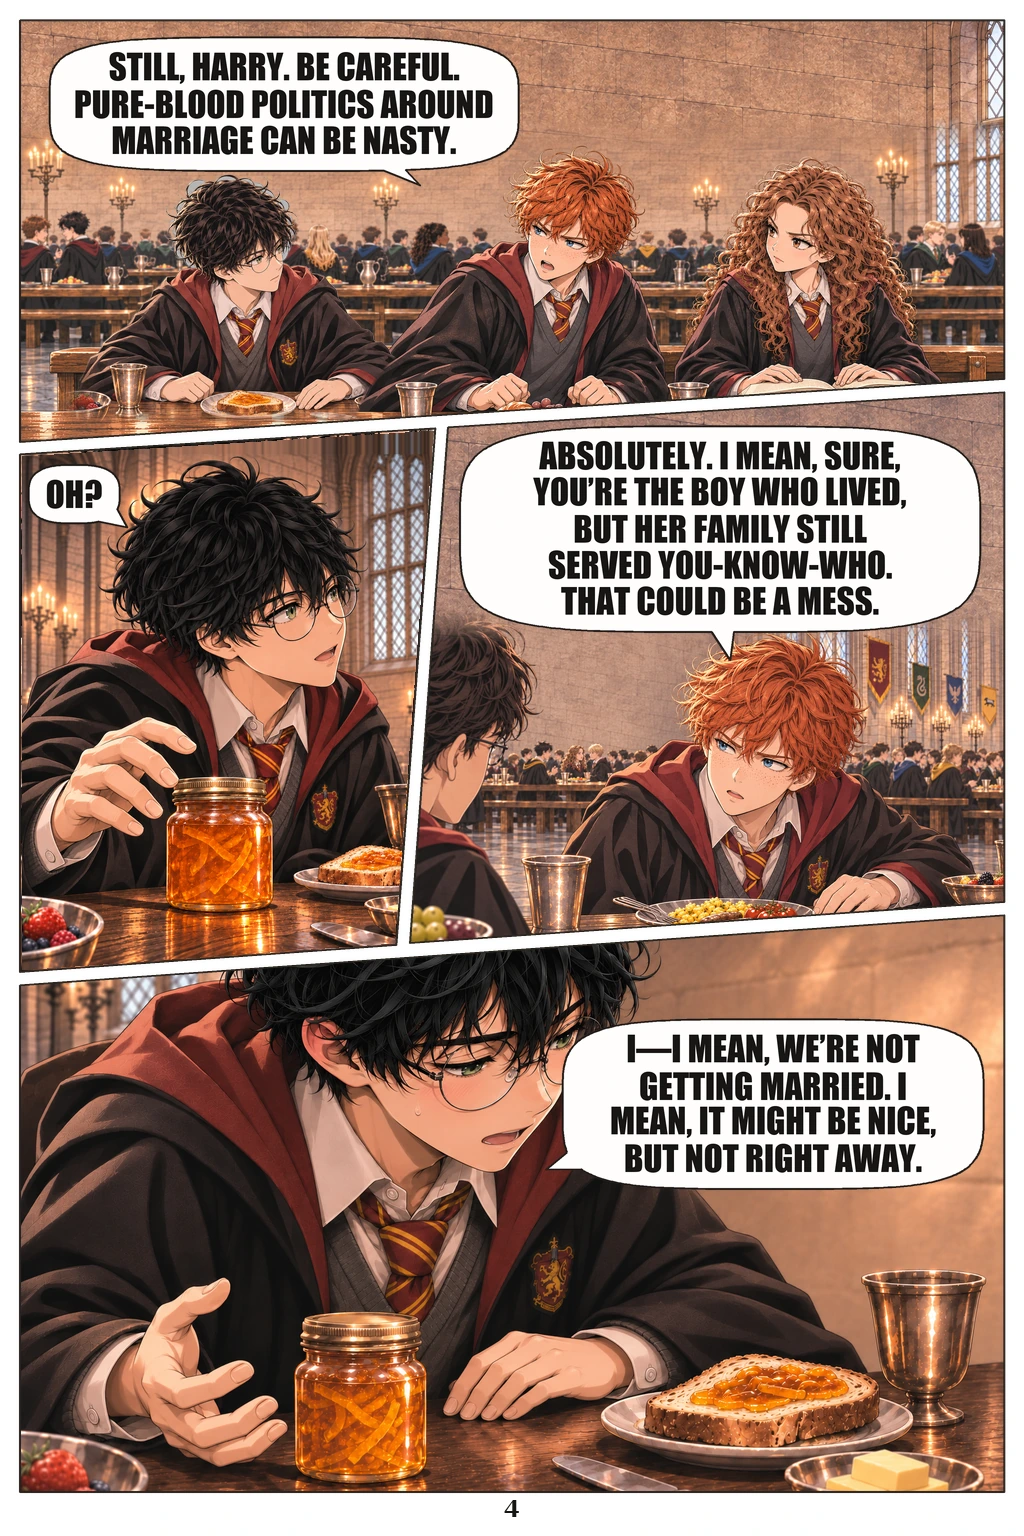 STILL, HARRY. BE CAREFUL.
PURE-BLOOD POLITICS AROUND
MARRIAGE CAN BE NASTY.
OH?
ABSOLUTELY. I MEAN, SURE,
YOU'RE THE BOY WHO LIVED,
BUT HER FAMILY STILL
SERVED YOU-KNOW-WHO.
THAT COULD BE A MESS.
I—I MEAN, WE'RE NOT
GETTING MARRIED. I
MEAN, IT MIGHT BE NICE,
BUT NOT RIGHT AWAY.
4